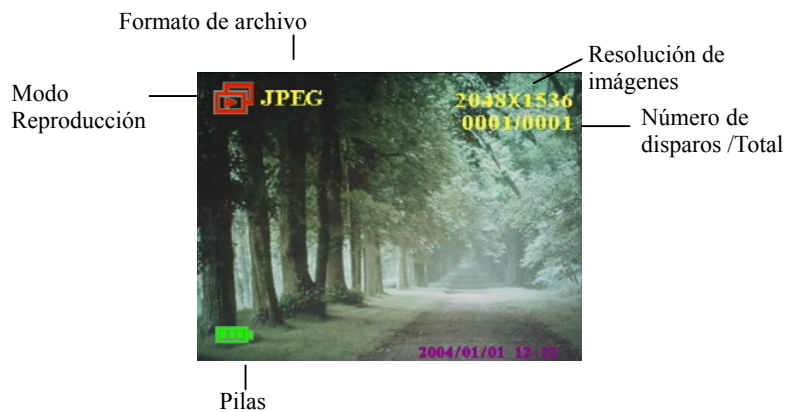 Formato de archivo
Resolución de
imágenes
Modo
Reproducción
JPEG
2048X1536
0001/0001
Número de
disparos /Total
2004/01/01
Pilas